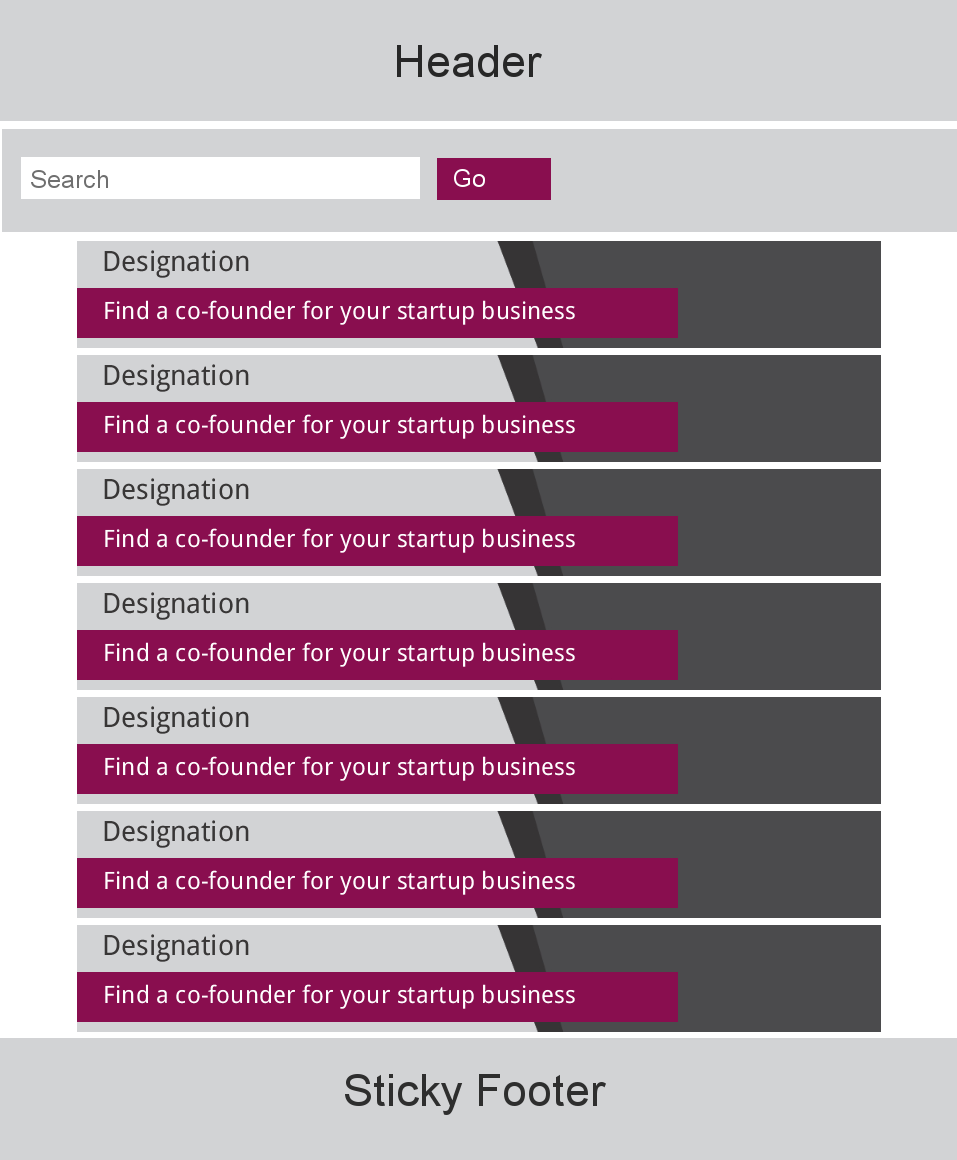 Header
Search
Go
Designation
Find a co-founder for your startup business
Designation
Find a co-founder for your startup business
Designation
Find a co-founder for your startup business
Designation
Find a co-founder for your startup business
Designation
Find a co-founder for your startup business
Designation
Find a co-founder for your startup business
Designation
Find a co-founder for your startup business
Sticky Footer